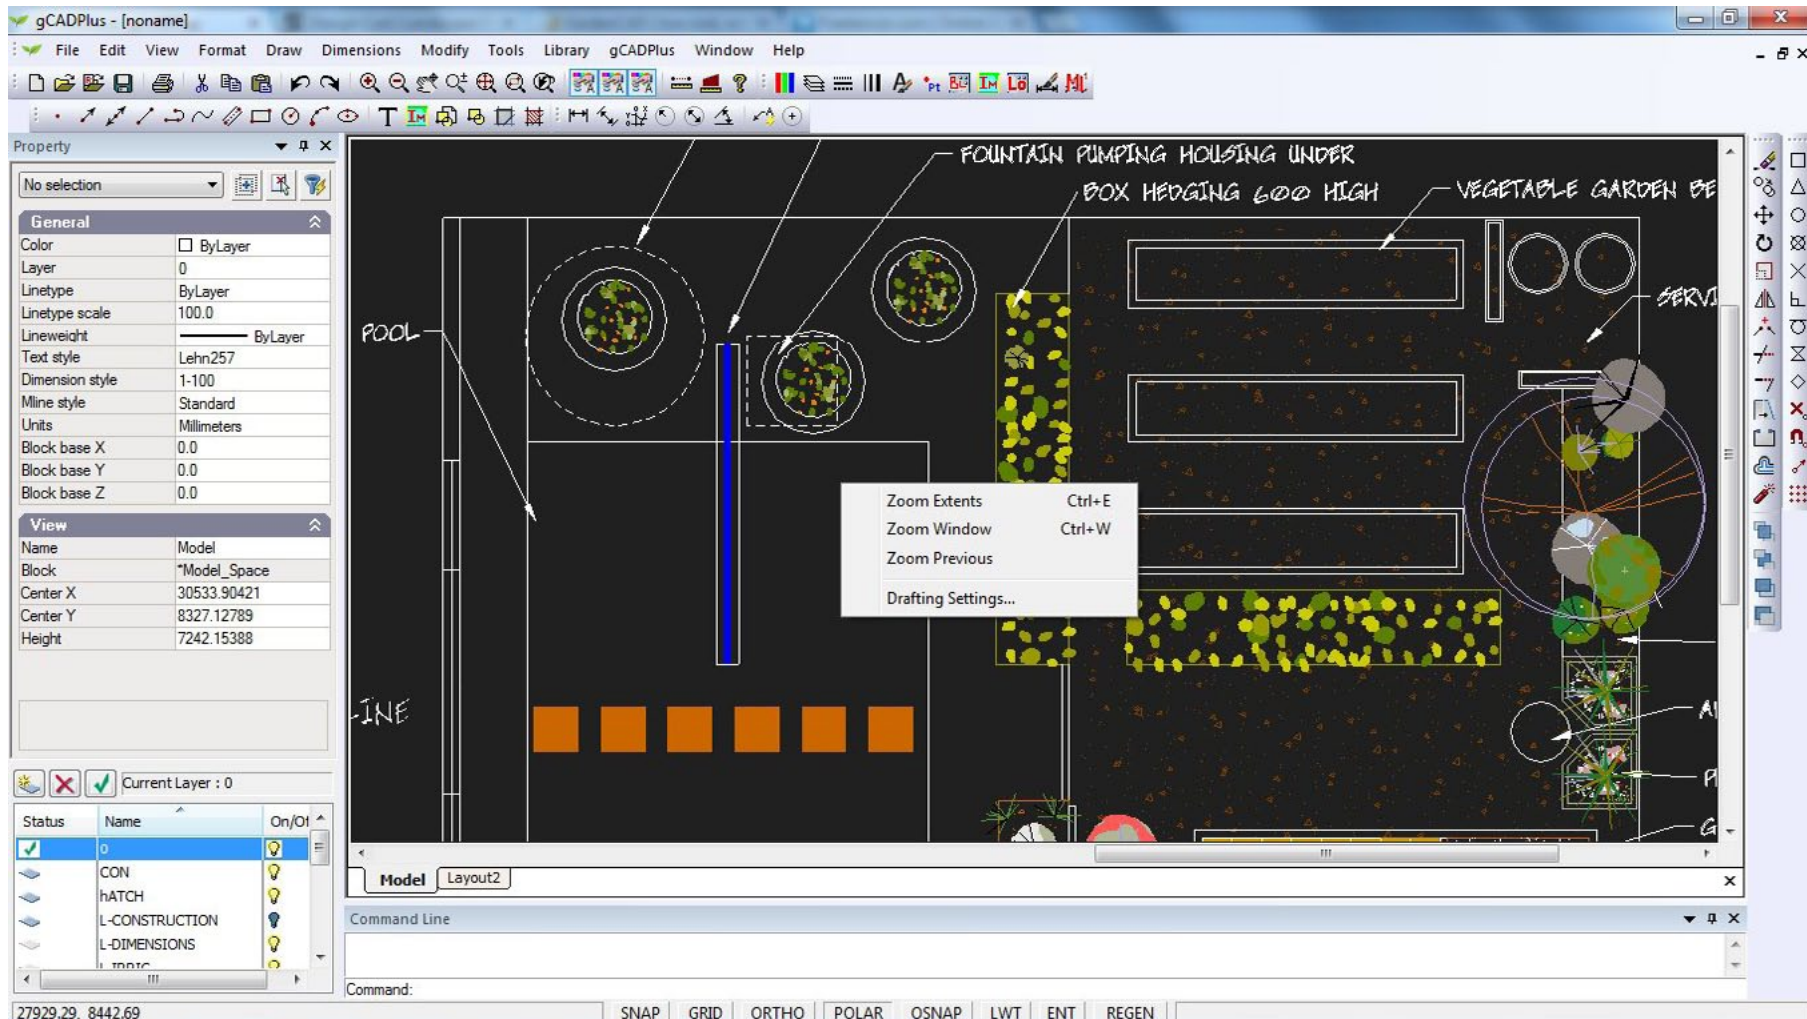 gCADPlus - [noname]
File Edit View Format Draw Dimensions Modify Tools Library gCADPlus Window Help
Property
No selection
General
Color ByLayer
Layer 0
Linetype ByLayer
Linetype scale 100.0
Lineweight ByLayer
Text style Lehn257
Dimension style 1-100
Mline style Standard
Units Millimeters
Block base X 0.0
Block base Y 0.0
Block base Z 0.0
View
Name Model
Block *Model_Space
Center X 30533.90421
Center Y 8327.12789
Height 7242.15388
Current Layer : 0
Status Name On/Of
0
CON
hATCH
L-CONSTRUCTION
L-DIMENSIONS
FOUNTAIN PUMPING HOUSING UNDER
BOX HEDGING 600 HIGH
VEGETABLE GARDEN BE
SERVI
POOL
-INE
Zoom Extents Ctrl+E
Zoom Window Ctrl+W
Zoom Previous
Drafting Settings...
G
Model Layout2
Command Line
Command:
27929.29, 8442.69 SNAP GRID ORTHO POLAR OSNAP LWT ENT REGEN